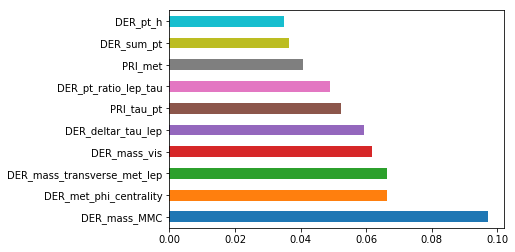 DER_pt_h
DER_sum_pt
PRI_met
DER_pt_ratio_lep_tau
PRI_tau_pt
DER_deltar_tau_lep
DER_mass_vis
DER_mass_transverse_met_lep
DER_met_phi_centrality
DER_mass_MMC
0.00 0.02 0.04 0.06 0.08 0.10